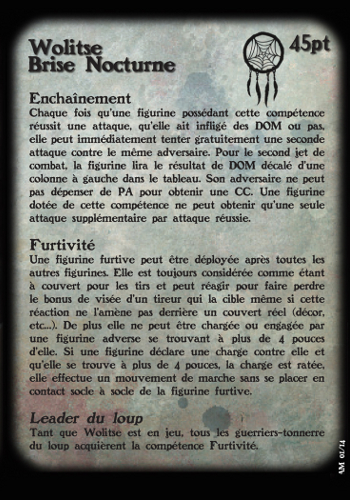 Wolitse
Brise Nocturne
45pt
Enchaînement
Chaque fois qu'une figurine possédant cette compétence
réussit une attaque, qu'elle ait infligé des DOM ou pas,
elle peut immédiatement tenter gratuitement une seconde
attaque contre le même adversaire. Pour le second jet de
combat, la figurine lira le résultat de DOM décalé d'une
colonne à gauche dans le tableau. Son adversaire ne peut
pas dépenser de PA pour obtenir une CC. Une figurine
dotée de cette compétence ne peut obtenir qu'une seule
attaque supplémentaire par attaque réussie.
Furtivité
Une figurine furtive peut être déployée après toutes les
autres figurines. Elle est toujours considérée comme étant
à couvert pour les tirs et peut réagir pour faire perdre
le bonus de visée d'un tireur qui la cible même si cette
réaction ne l'amène pas derrière un couvert réel (décor,
etc...). De plus elle ne peut être chargée ou engagée par
une figurine adverse se trouvant à plus de 4 pouces
d'elle. Si une figurine déclare une charge contre elle et
qu'elle se trouve à plus de 4 pouces, la charge est ratée,
elle effectue un mouvement de marche sans se placer en
contact socle à socle de la figurine furtive.
Leader du loup
Tant que Wolitse est en jeu, tous les guerriers-tonnerre
du loup acquièrent la compétence Furtivité.
AM 01/14